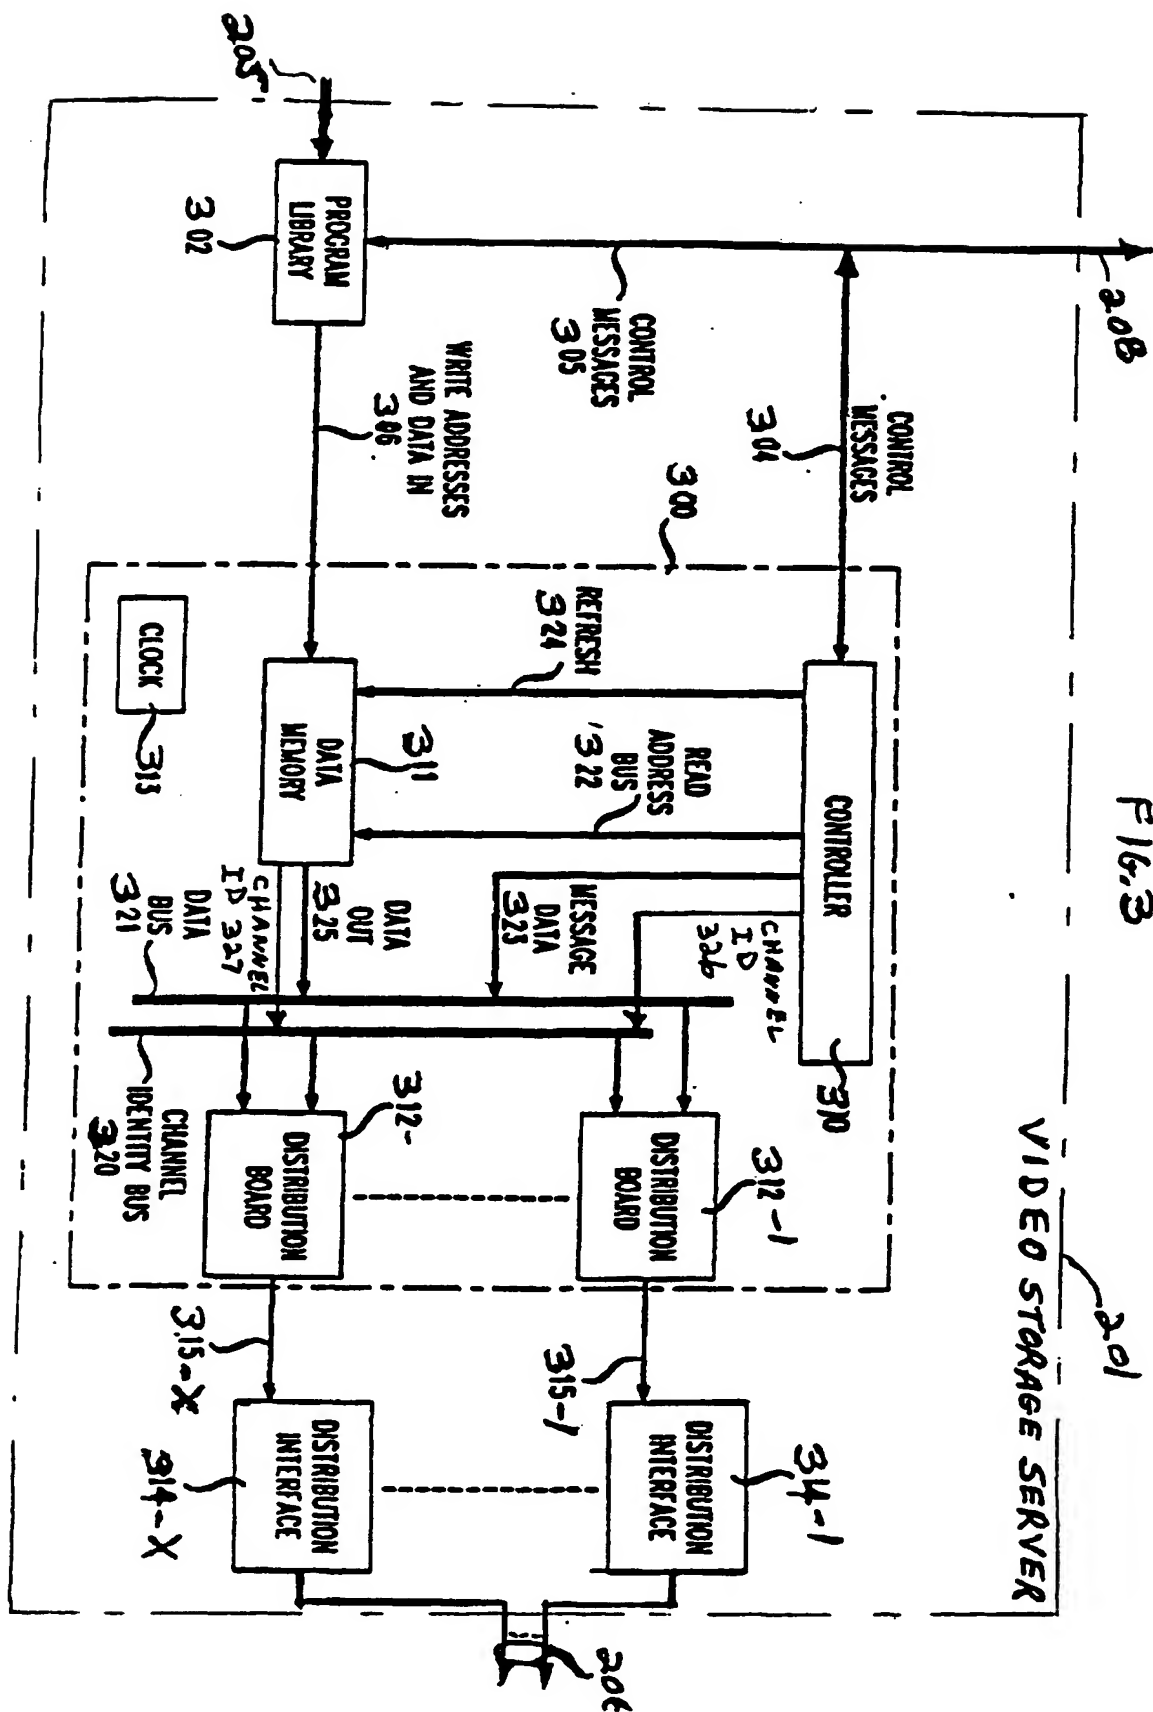 FIG.3
VIDEO STORAGE SERVER
201
208
CONTROL
MESSAGES
304
CONTROL
MESSAGES
305
205
PROGRAM
LIBRARY
302
WRITE ADDRESSES
AND DATA IN
306
300
CONTROLLER
310
REFRESH
324
READ
ADDRESS
BUS
322
MESSAGE
DATA
323
CHANNEL
ID
326
DATA
MEMORY
311
CLOCK
313
DATA
OUT
325
CHANNEL
ID 327
DATA
BUS
321
CHANNEL
IDENTITY BUS
320
DISTRIBUTION
BOARD
312-1
DISTRIBUTION
BOARD
312-
315-1
315-X
DISTRIBUTION
INTERFACE
314-1
DISTRIBUTION
INTERFACE
314-X